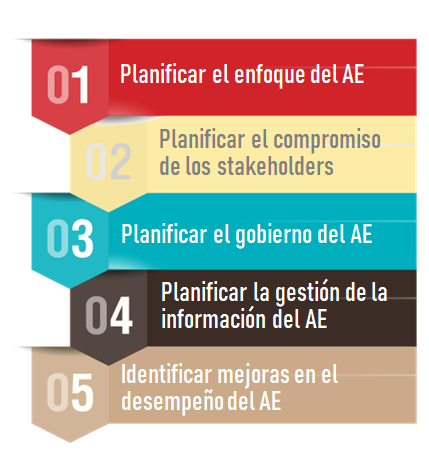 01 Planificar el enfoque del AE
02 Planificar el compromiso
de los stakeholders
03 Planificar el gobierno del AE
04 Planificar la gestión de la
información del AE
05 Identificar mejoras en el
desempeño del AE